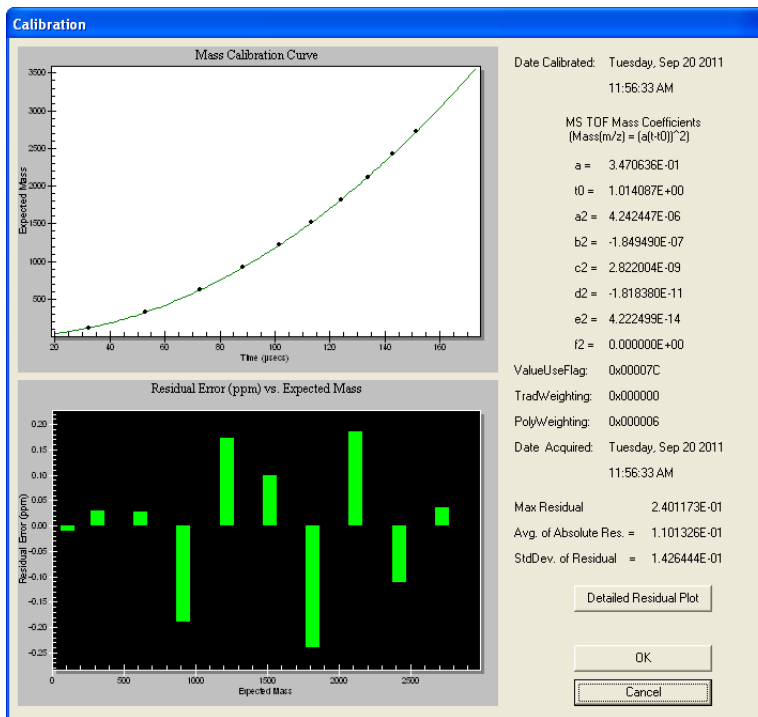 Calibration
Mass Calibration Curve
3500
3000
2500
2000
1500
1000
500
Expected Mass
20 40 60 80 100 120 140 160
Time (µsecs)
Residual Error (ppm) vs. Expected Mass
0.20
0.15
0.10
0.05
0.00
-0.05
-0.10
-0.15
-0.20
-0.25
Residual Error (ppm)
0 500 1000 1500 2000 2500
Expected Mass
Date Calibrated: Tuesday, Sep 20 2011
11:56:33 AM
MS TOF Mass Coefficients
(Mass(m/z) = (a(t-t0))^2)
a = 3.470636E-01
t0 = 1.014087E+00
a2 = 4.242447E-06
b2 = -1.849490E-07
c2 = 2.822004E-09
d2 = -1.818380E-11
e2 = 4.222499E-14
f2 = 0.000000E+00
ValueUseFlag: 0x00007C
TradWeighting: 0x000000
PolyWeighting: 0x000006
Date Acquired: Tuesday, Sep 20 2011
11:56:33 AM
Max Residual 2.401173E-01
Avg. of Absolute Res. = 1.101326E-01
StdDev. of Residual = 1.426444E-01
Detailed Residual Plot
OK
Cancel